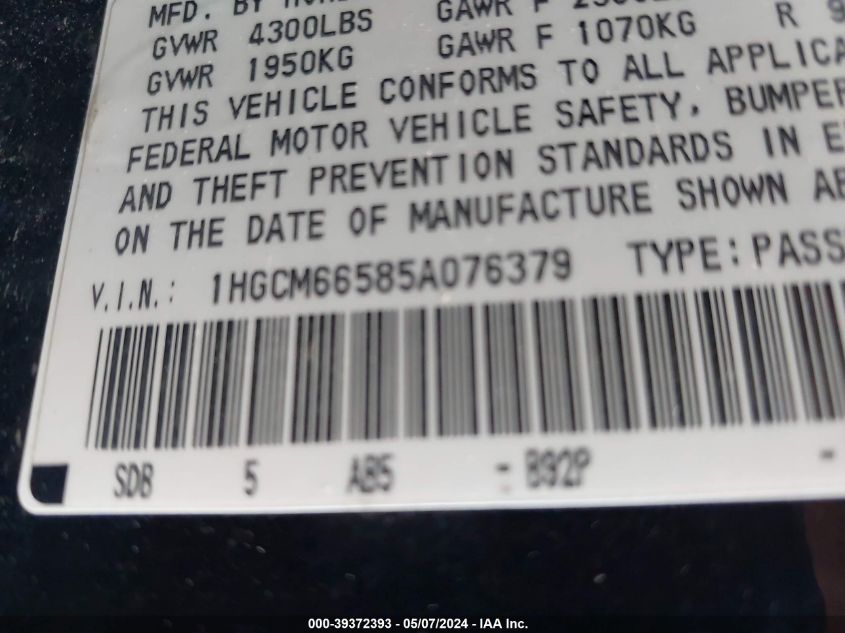 MFD. BY
GVWR 4300LBS GAWR F
GVWR 1950KG GAWR F 1070KG R
THIS VEHICLE CONFORMS TO ALL
FEDERAL MOTOR VEHICLE SAFETY, BUMPER
AND THEFT PREVENTION STANDARDS IN
ON THE DATE OF MANUFACTURE SHOWN
V.I.N.: 1HGCM66585A076379 TYPE:PASS
SDB 5 AB5 - B92P -
000-39372393 - 05/07/2024 - IAA Inc.